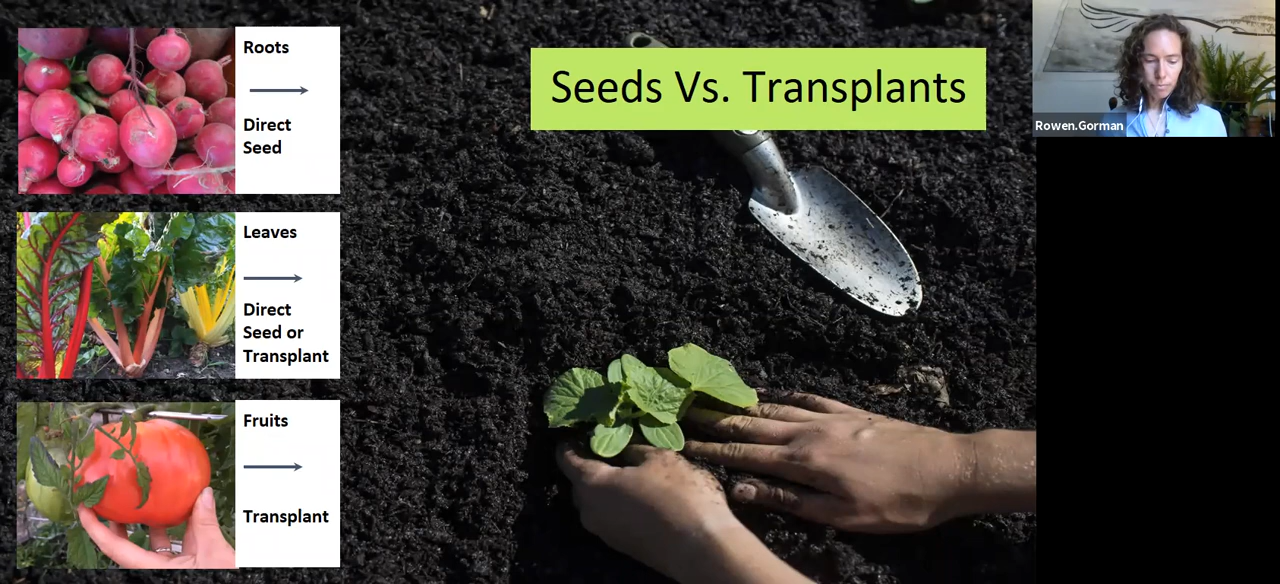 Seeds Vs. Transplants
Roots
Direct
Seed
Leaves
Direct
Seed or
Transplant
Fruits
Transplant
Rowen.Gorman